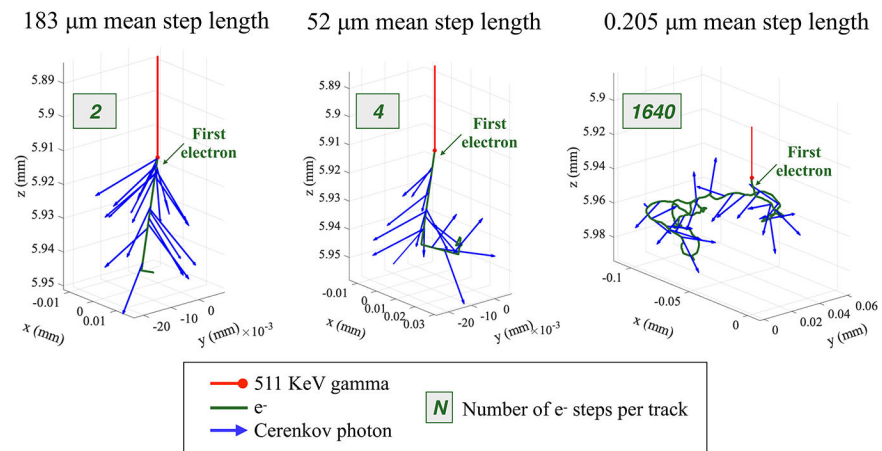 183 μm mean step length
52 μm mean step length
0.205 μm mean step length
2
First
electron
5.89
5.9
5.91
5.92
5.93
5.94
5.95
z (mm)
-0.01
0
0.01
x (mm)
-20
-10
0
y (mm)
×10⁻³
4
First
electron
5.89
5.9
5.91
5.92
5.93
5.94
5.95
z (mm)
-0.01
0
0.01
0.02
0.03
x (mm)
-20
-10
0
y (mm)
×10⁻³
1640
First
electron
5.9
5.92
5.94
5.96
5.98
z (mm)
-0.1
-0.05
0
x (mm)
0
0.02
0.04
0.06
y (mm)
511 KeV gamma
e-
Cerenkov photon
N
Number of e- steps per track